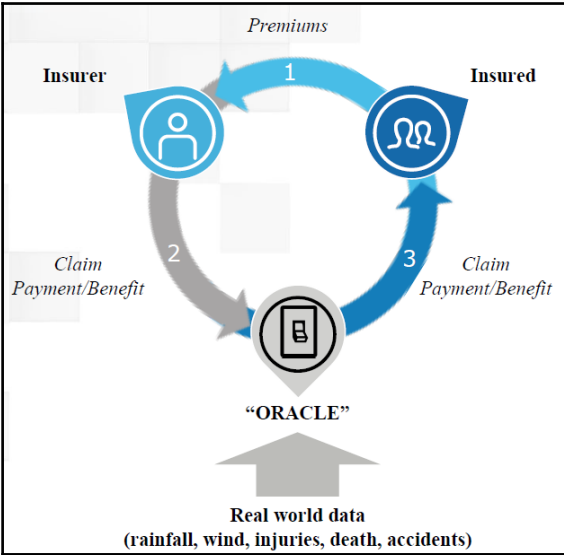 Premiums
Insurer
Insured
1
2
3
Claim
Payment/Benefit
Claim
Payment/Benefit
“ORACLE”
Real world data
(rainfall, wind, injuries, death, accidents)